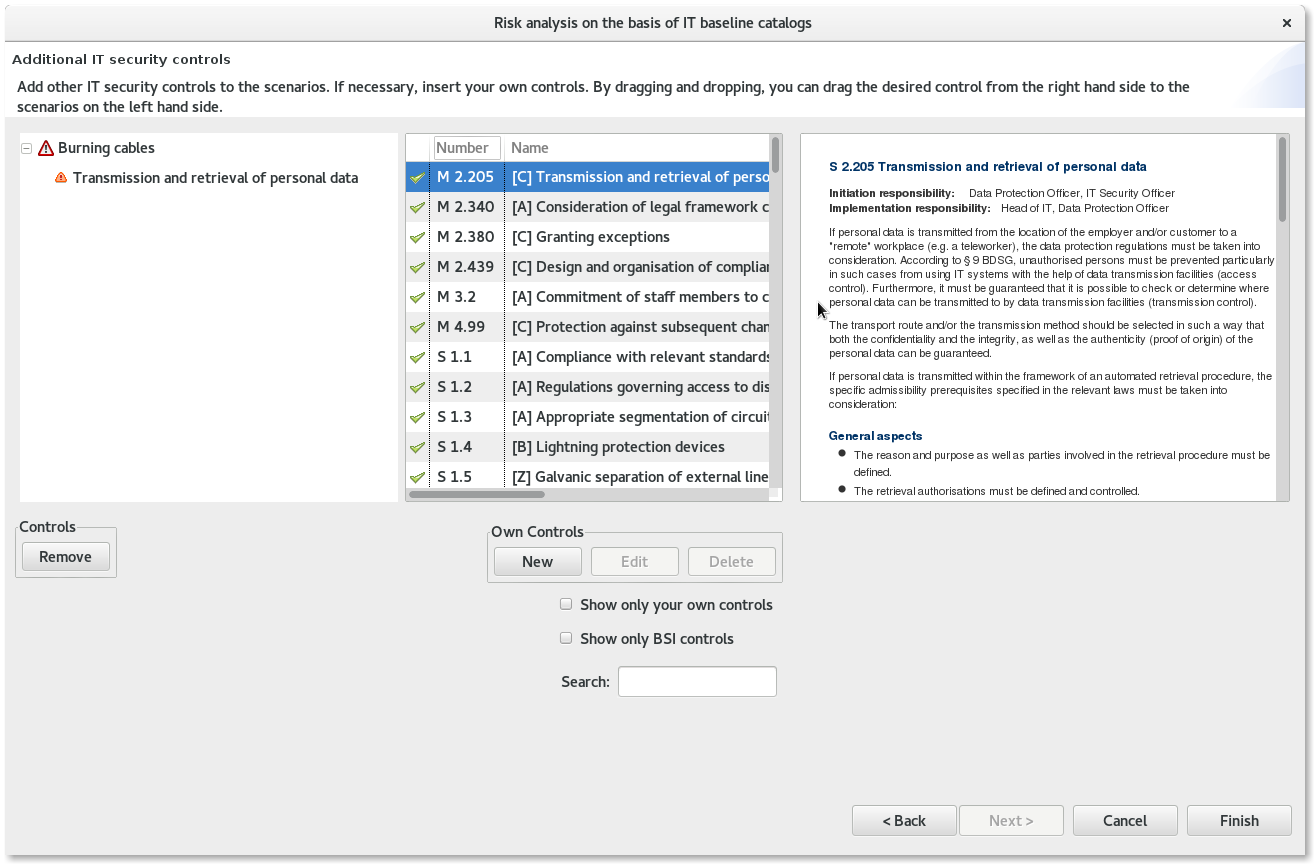 Risk analysis on the basis of IT baseline catalogs
Additional IT security controls
Add other IT security controls to the scenarios. If necessary, insert your own controls. By dragging and dropping, you can drag the desired control from the right hand side to the
scenarios on the left hand side.
Burning cables
Transmission and retrieval of personal data
Number Name
M 2.205 [C] Transmission and retrieval of perso
M 2.340 [A] Consideration of legal framework c
M 2.380 [C] Granting exceptions
M 2.439 [C] Design and organisation of complian
M 3.2 [A] Commitment of staff members to c
M 4.99 [C] Protection against subsequent chan
S 1.1 [A] Compliance with relevant standards
S 1.2 [A] Regulations governing access to dis
S 1.3 [A] Appropriate segmentation of circuit
S 1.4 [B] Lightning protection devices
S 1.5 [Z] Galvanic separation of external line
S 2.205 Transmission and retrieval of personal data
Initiation responsibility: Data Protection Officer, IT Security Officer
Implementation responsibility: Head of IT, Data Protection Officer
If personal data is transmitted from the location of the employer and/or customer to a
"remote" workplace (e.g. a teleworker), the data protection regulations must be taken into
consideration. According to § 9 BDSG, unauthorised persons must be prevented particularly
in such cases from using IT systems with the help of data transmission facilities (access
control). Furthermore, it must be guaranteed that it is possible to check or determine where
personal data can be transmitted to by data transmission facilities (transmission control).
The transport route and/or the transmission method should be selected in such a way that
both the confidentiality and the integrity, as well as the authenticity (proof of origin) of the
personal data can be guaranteed.
If personal data is transmitted within the framework of an automated retrieval procedure, the
specific admissibility prerequisites specified in the relevant laws must be taken into
consideration:
General aspects
The reason and purpose as well as parties involved in the retrieval procedure must be
defined.
The retrieval authorisations must be defined and controlled.
Controls
Remove
Own Controls
New Edit Delete
Show only your own controls
Show only BSI controls
Search:
< Back Next > Cancel Finish